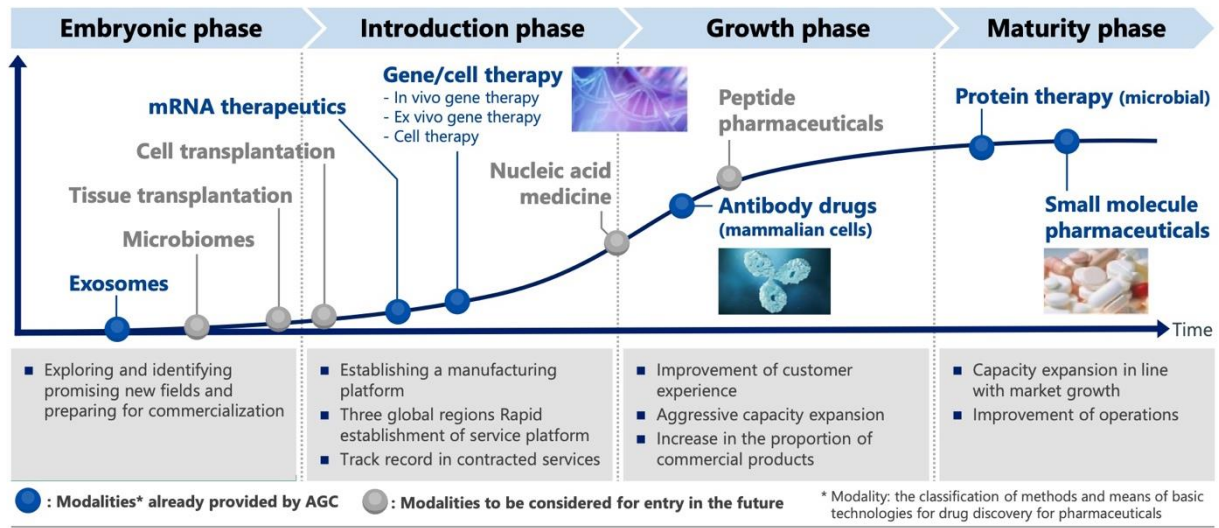 Embryonic phase
Introduction phase
Growth phase
Maturity phase
Gene/cell therapy
- In vivo gene therapy
- Ex vivo gene therapy
- Cell therapy
mRNA therapeutics
Cell transplantation
Tissue transplantation
Microbiomes
Exosomes
Nucleic acid
medicine
Peptide
pharmaceuticals
Antibody drugs
(mammalian cells)
Protein therapy (microbial)
Small molecule
pharmaceuticals
Time
■ Exploring and identifying
promising new fields and
preparing for commercialization
■ Establishing a manufacturing
platform
■ Three global regions Rapid
establishment of service platform
■ Track record in contracted services
■ Improvement of customer
experience
■ Aggressive capacity expansion
■ Increase in the proportion of
commercial products
■ Capacity expansion in line
with market growth
■ Improvement of operations
: Modalities* already provided by AGC
: Modalities to be considered for entry in the future
* Modality: the classification of methods and means of basic
technologies for drug discovery for pharmaceuticals